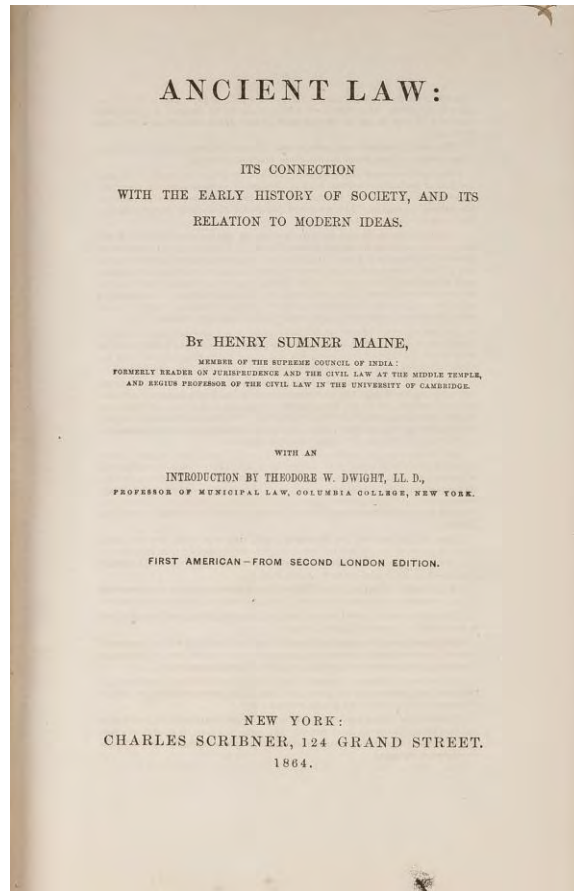 ANCIENT LAW:
ITS CONNECTION
WITH THE EARLY HISTORY OF SOCIETY, AND ITS
RELATION TO MODERN IDEAS.
By HENRY SUMNER MAINE,
MEMBER OF THE SUPREME COUNCIL OF INDIA:
FORMERLY READER ON JURISPRUDENCE AND THE CIVIL LAW AT THE MIDDLE TEMPLE,
AND REGIUS PROFESSOR OF THE CIVIL LAW IN THE UNIVERSITY OF CAMBRIDGE.
WITH AN
INTRODUCTION BY THEODORE W. DWIGHT, LL. D.,
PROFESSOR OF MUNICIPAL LAW, COLUMBIA COLLEGE, NEW YORK.
FIRST AMERICAN—FROM SECOND LONDON EDITION.
NEW YORK:
CHARLES SCRIBNER, 124 GRAND STREET.
1864.